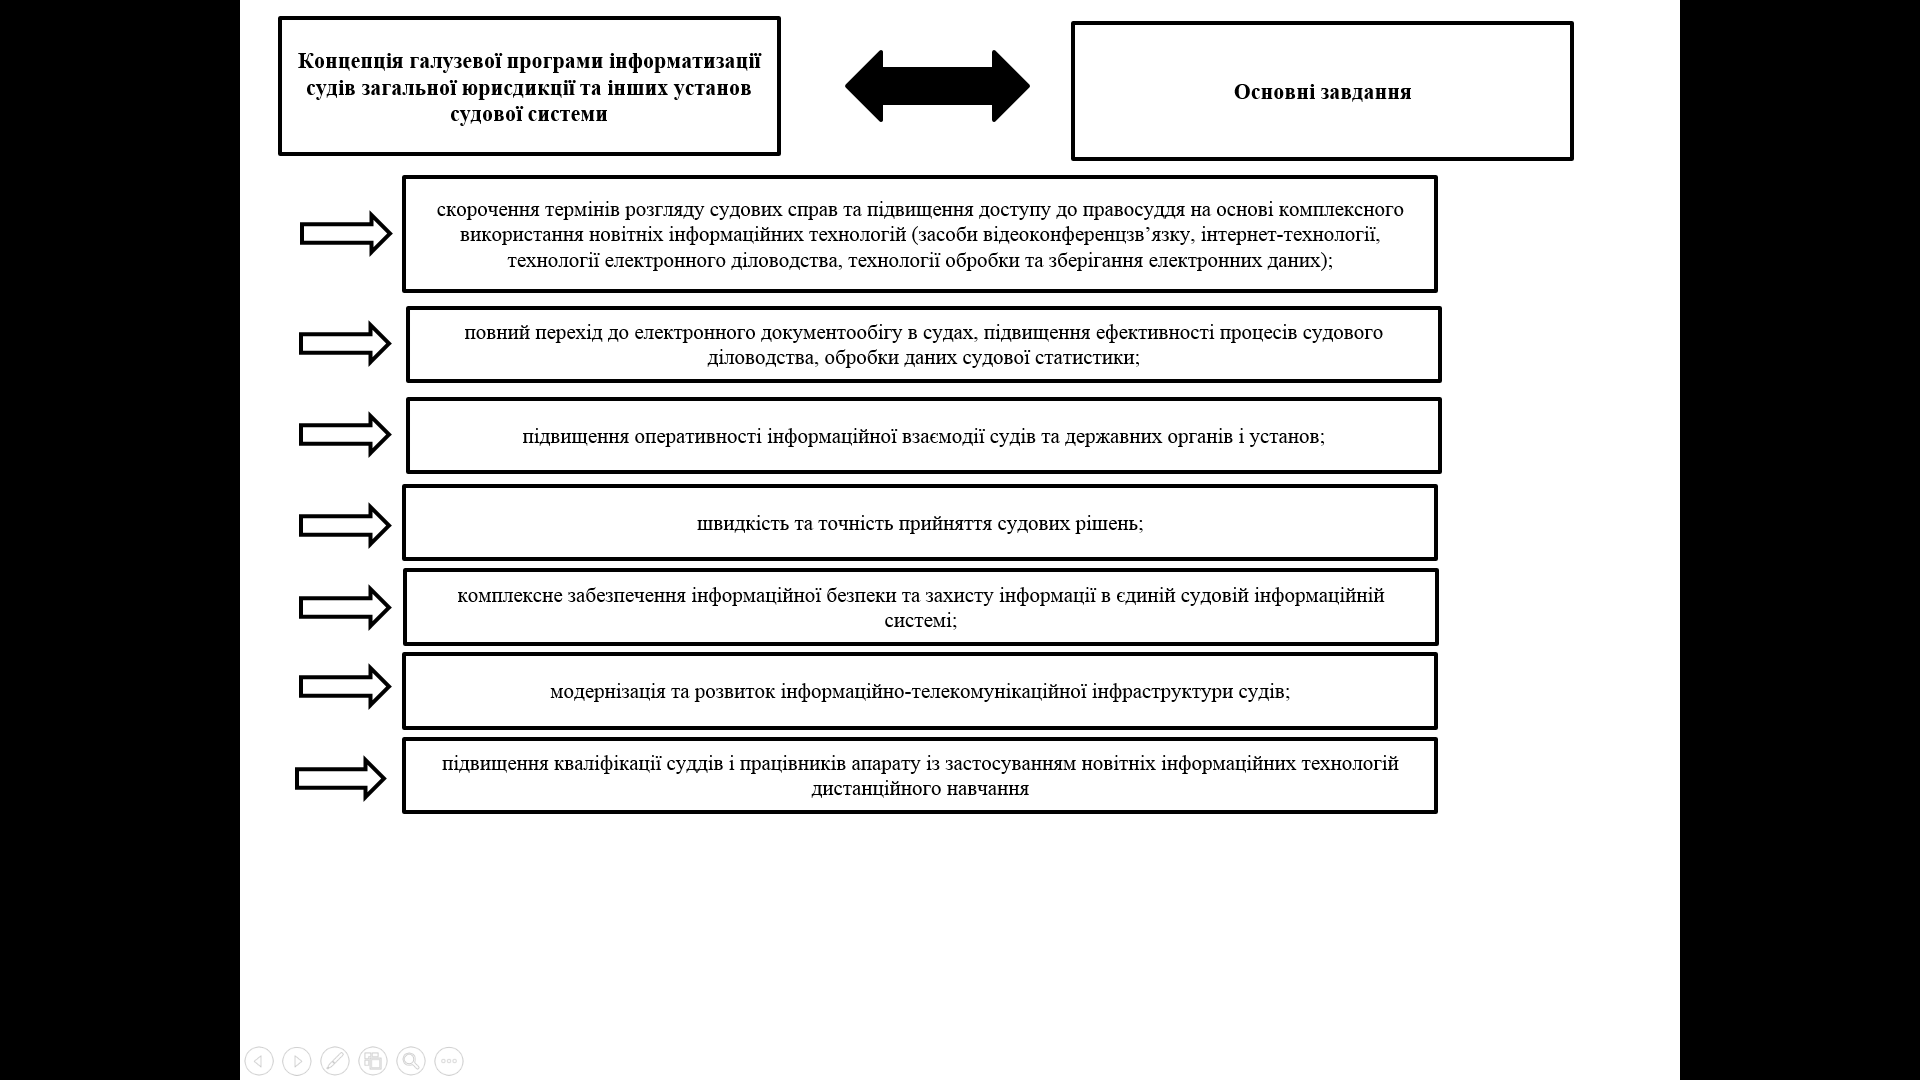 Концепція галузевої програми інформатизації
судів загальної юрисдикції та інших установ
судової системи
Основні завдання
скорочення термінів розгляду судових справ та підвищення доступу до правосуддя на основі комплексного
використання новітніх інформаційних технологій (засоби відеоконференцзв’язку, інтернет-технології,
технології електронного діловодства, технології обробки та зберігання електронних даних);
повний перехід до електронного документообігу в судах, підвищення ефективності процесів судового
діловодства, обробки даних судової статистики;
підвищення оперативності інформаційної взаємодії судів та державних органів і установ;
швидкість та точність прийняття судових рішень;
комплексне забезпечення інформаційної безпеки та захисту інформації в єдиній судовій інформаційній
системі;
модернізація та розвиток інформаційно-телекомунікаційної інфраструктури судів;
підвищення кваліфікації суддів і працівників апарату із застосуванням новітніх інформаційних технологій
дистанційного навчання